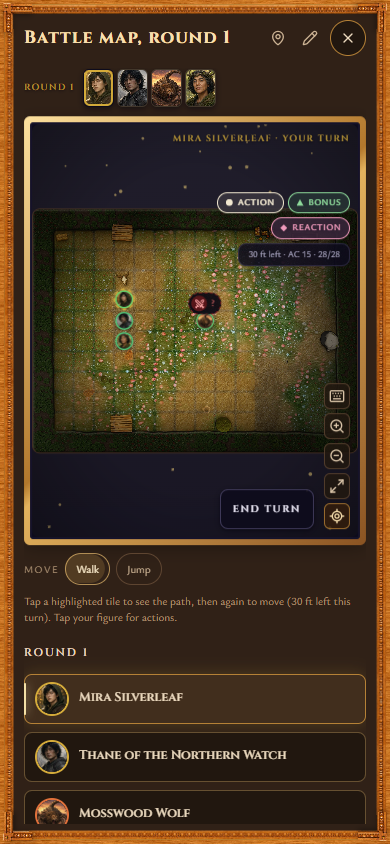 Battle map, round 1
ROUND 1
MIRA SILVERLEAF · YOUR TURN
ACTION
BONUS
REACTION
30 ft left · AC 15 · 28/28
END TURN
MOVE
Walk
Jump
Tap a highlighted tile to see the path, then again to move (30 ft left this
turn). Tap your figure for actions.
ROUND 1
Mira Silverleaf
Thane of the Northern Watch
Mosswood Wolf